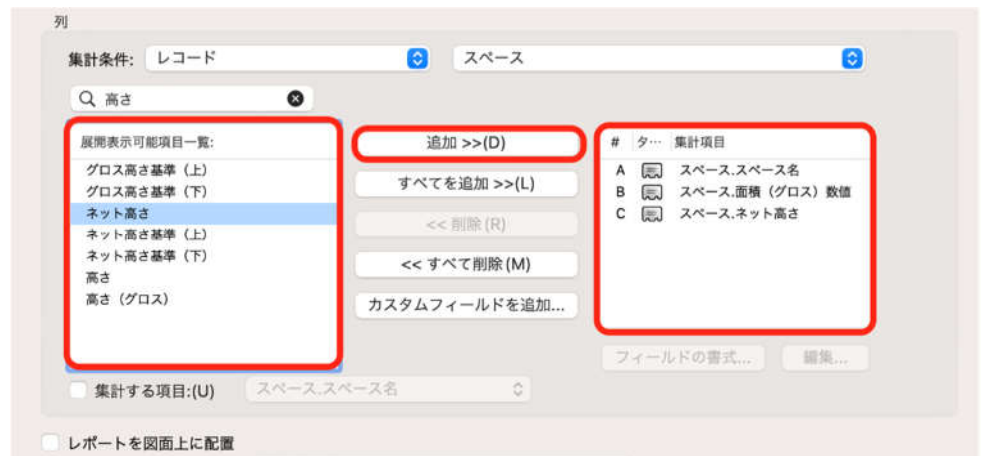 列
集計条件: レコード スペース
高さ
展開表示可能項目一覧:
グロス高さ基準（上）
グロス高さ基準（下）
ネット高さ
ネット高さ基準（上）
ネット高さ基準（下）
高さ
高さ（グロス）
追加 >>(D)
すべてを追加 >>(L)
<< 削除(R)
<< すべて削除(M)
カスタムフィールドを追加...
# タ… 集計項目
A スペース.スペース名
B スペース.面積（グロス）数値
C スペース.ネット高さ
フィールドの書式... 編集...
集計する項目:(U) スペース.スペース名
レポートを図面上に配置